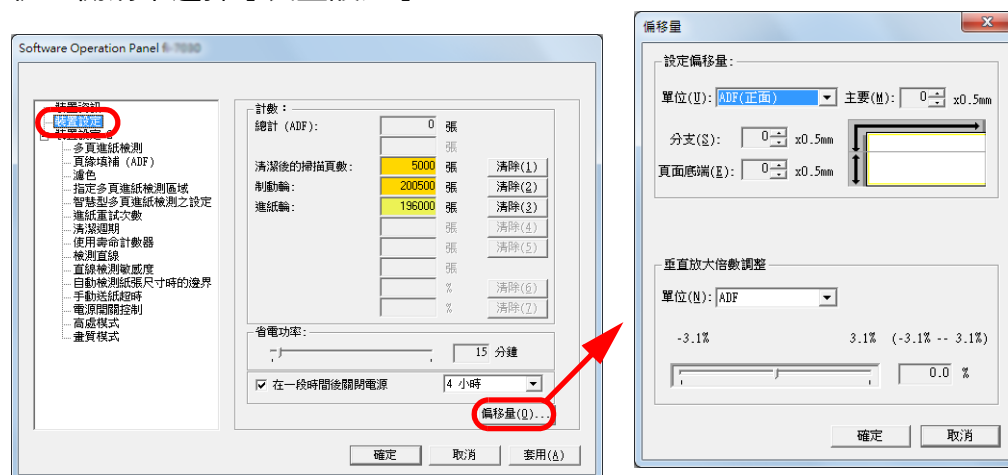 Software Operation Panel fi-7030
裝置資訊
裝置設定
裝置設定 2
多頁進紙檢測
頁緣填補 (ADF)
濾色
指定多頁進紙檢測區域
智慧型多頁進紙檢測之設定
進紙重試次數
清潔週期
使用壽命計數器
檢測直線
直線檢測敏感度
自動檢測紙張尺寸時的邊界
手動送紙超時
電源開關控制
高處模式
畫質模式
計數：
總計 (ADF): 0 張
張
清潔後的掃描頁數: 5000 張 清除(1)
制動輪: 200500 張 清除(2)
進紙輪: 196000 張 清除(3)
張 清除(4)
張 清除(5)
張
% 清除(6)
% 清除(7)
省電功率:
15 分鐘
在一段時間後關閉電源 4 小時
偏移量(O)...
確定 取消 套用(A)
偏移量
設定偏移量:
單位(U): ADF(正面) 主要(M): 0 x0.5mm
分支(S): 0 x0.5mm
頁面底端(E): 0 x0.5mm
垂直放大倍數調整
單位(N): ADF
-3.1% 3.1% (-3.1% -- 3.1%)
0.0 %
確定 取消